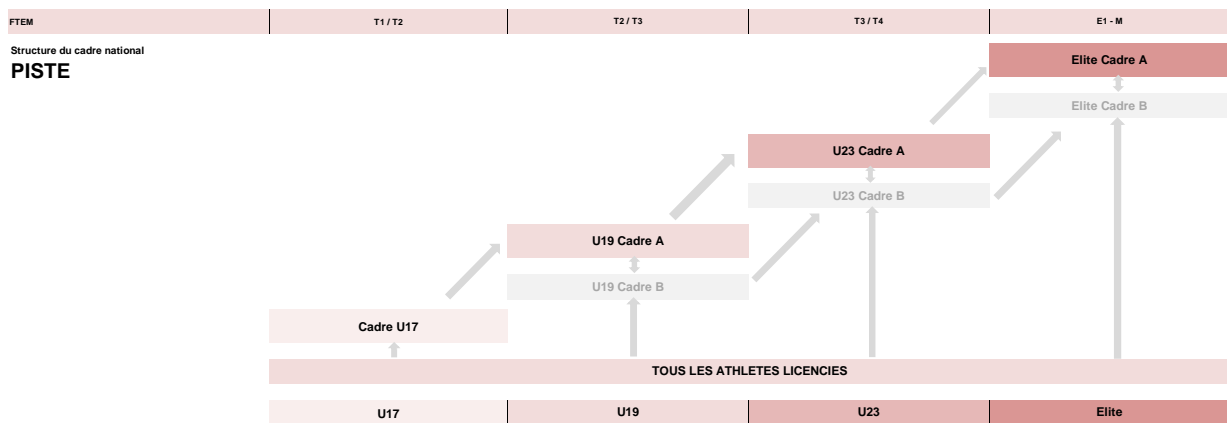 FTEM
T1 / T2
T2 / T3
T3 / T4
E1 - M
Structure du cadre national
PISTE
Elite Cadre A
Elite Cadre B
U23 Cadre A
U23 Cadre B
U19 Cadre A
U19 Cadre B
Cadre U17
TOUS LES ATHLETES LICENCIES
U17
U19
U23
Elite